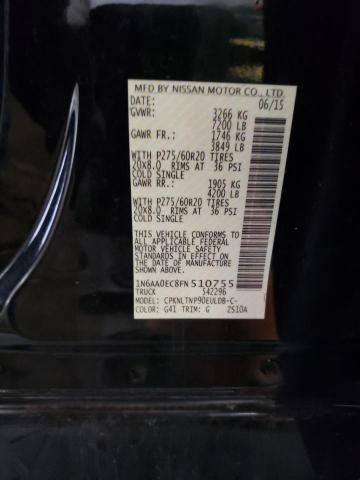 MFD BY NISSAN MOTOR CO., LTD.
DATE: 06/15
GVWR: 3266 KG
7200 LB
GAWR FR.: 1746 KG
3849 LB
WITH P275/60R20 TIRES
20x8.0 RIMS AT 36 PSI
COLD SINGLE
GAWR RR.: 1905 KG
4200 LB
WITH P275/60R20 TIRES
20x8.0 RIMS AT 36 PSI
COLD SINGLE
THIS VEHICLE CONFORMS TO ALL
APPLICABLE FEDERAL MOTOR
VEHICLE SAFETY STANDARDS
IN EFFECT ON THE DATE OF
MANUFACTURE SHOWN ABOVE.
1N6AA0EC8FN510755
TRUCK 542296
MODEL: CPKNLTNP90EULDB-C-
COLOR: G41 TRIM: G ZS10A